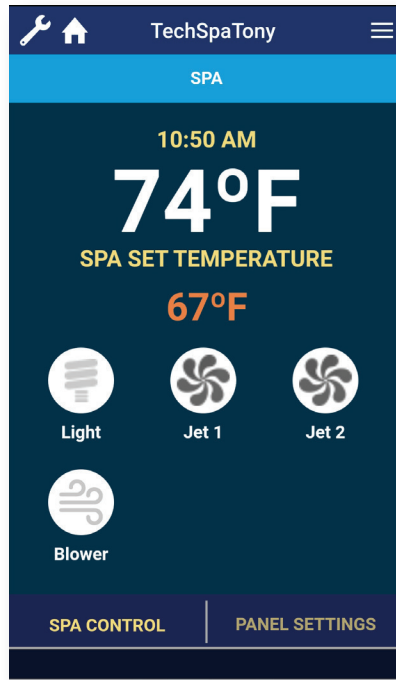 TechSpaTony
SPA
10:50 AM
74ºF
SPA SET TEMPERATURE
67ºF
Light
Jet 1
Jet 2
Blower
SPA CONTROL
PANEL SETTINGS